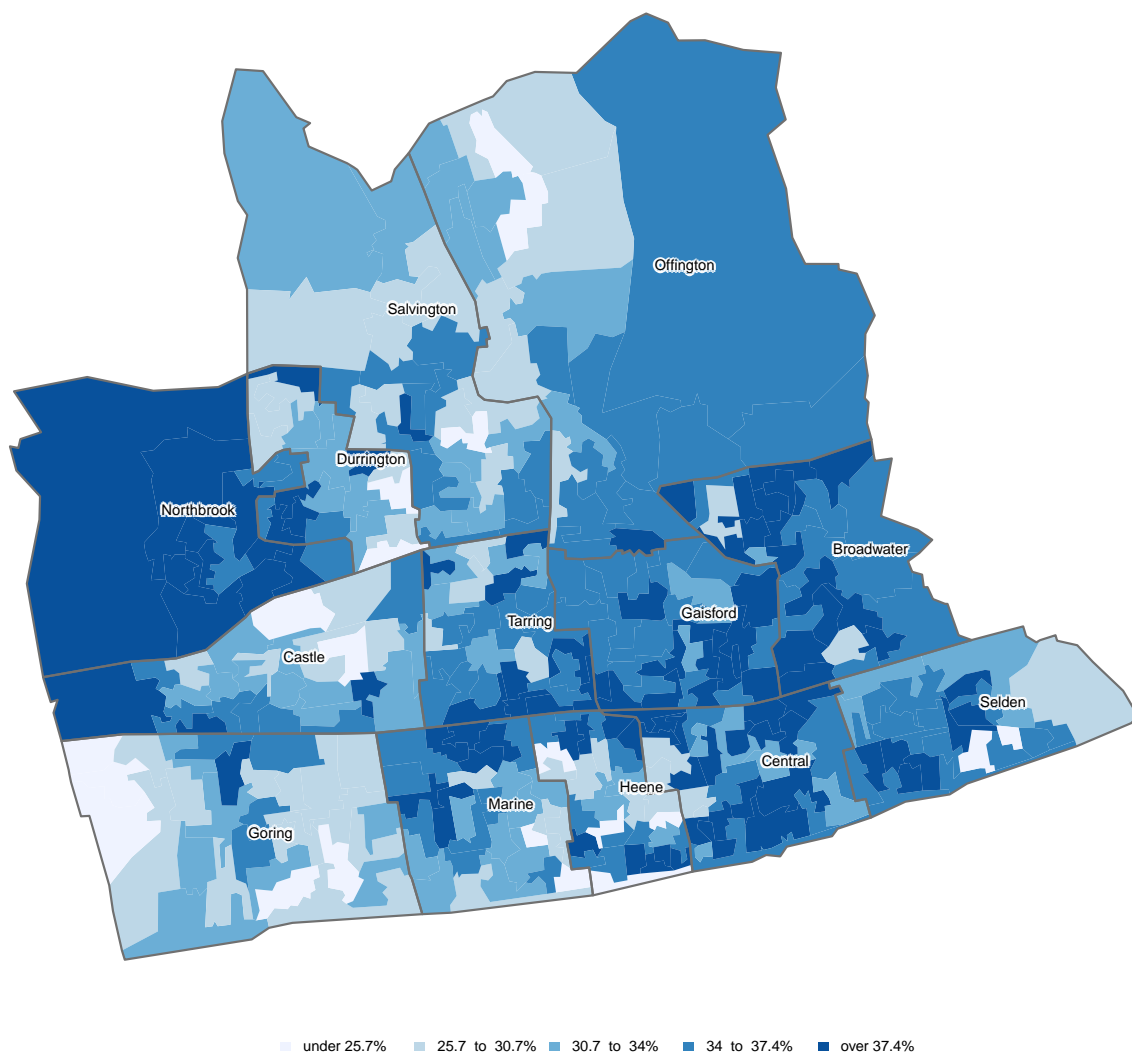 Offington
Salvington
Durrington
Northbrook
Broadwater
Gaisford
Tarring
Castle
Selden
Central
Heene
Marine
Goring
under 25.7% 25.7 to 30.7% 30.7 to 34% 34 to 37.4% over 37.4%